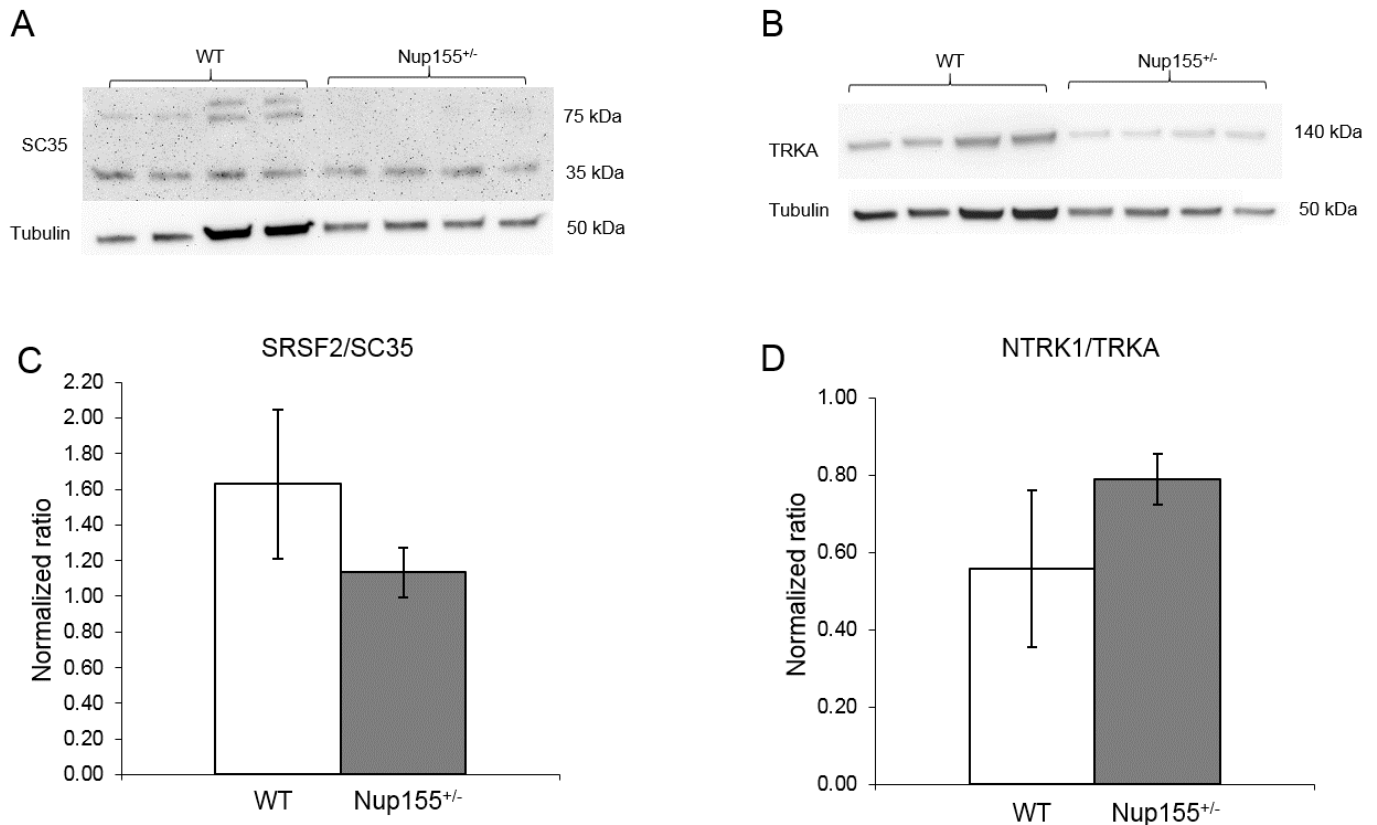 A
WT
Nup155+/-
SC35
75 kDa
35 kDa
Tubulin
50 kDa
B
WT
Nup155+/-
TRKA
140 kDa
Tubulin
50 kDa
C
SRSF2/SC35
Normalized ratio
2.20
2.00
1.80
1.60
1.40
1.20
1.00
0.80
0.60
0.40
0.20
0.00
WT
Nup155+/-
D
NTRK1/TRKA
Normalized ratio
1.00
0.80
0.60
0.40
0.20
0.00
WT
Nup155+/-